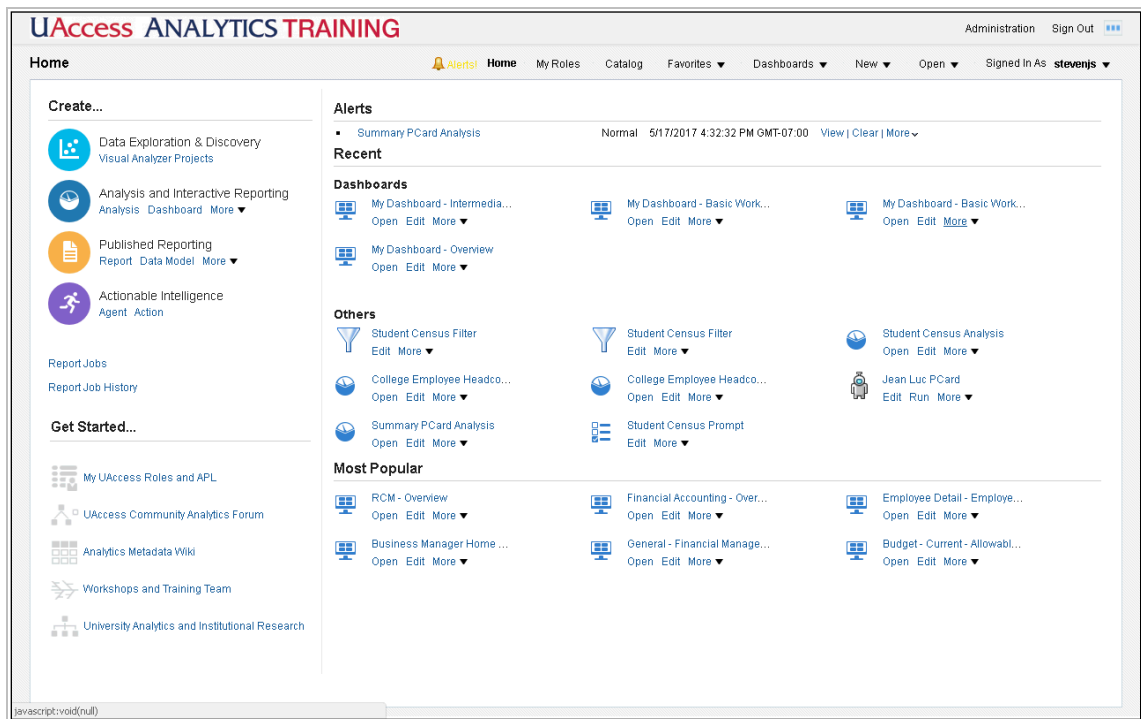 UAccess ANALYTICS TRAINING
Administration Sign Out
Home
Alerts! Home My Roles Catalog Favorites Dashboards New Open Signed In As stevenjs
Create...
Data Exploration & Discovery
Visual Analyzer Projects
Analysis and Interactive Reporting
Analysis Dashboard More
Published Reporting
Report Data Model More
Actionable Intelligence
Agent Action
Report Jobs
Report Job History
Get Started...
My UAccess Roles and APL
UAccess Community Analytics Forum
Analytics Metadata Wiki
Workshops and Training Team
University Analytics and Institutional Research
Alerts
Summary PCard Analysis Normal 5/17/2017 4:32:32 PM GMT-07:00 View | Clear | More
Recent
Dashboards
My Dashboard - Intermedia... My Dashboard - Basic Work... My Dashboard - Basic Work...
Open Edit More Open Edit More Open Edit More
My Dashboard - Overview
Open Edit More
Others
Student Census Filter Student Census Filter Student Census Analysis
Edit More Edit More Open Edit More
College Employee Headco... College Employee Headco... Jean Luc PCard
Open Edit More Open Edit More Edit Run More
Summary PCard Analysis Student Census Prompt
Open Edit More Edit More
Most Popular
RCM - Overview Financial Accounting - Over... Employee Detail - Employe...
Open Edit More Open Edit More Open Edit More
Business Manager Home ... General - Financial Manage... Budget - Current - Allowabl...
Open Edit More Open Edit More Open Edit More
javascript:void(null)